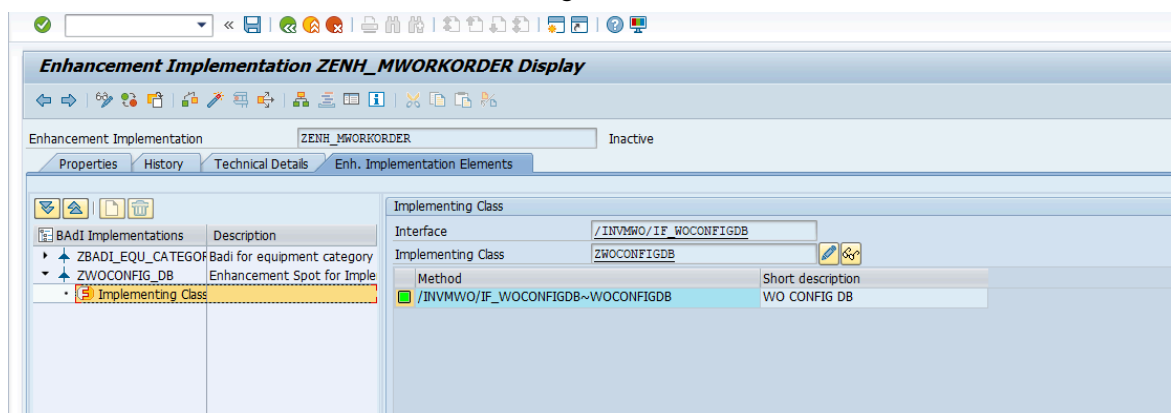 Enhancement Implementation ZENH_MWORKORDER Display
Enhancement Implementation ZENH_MWORKORDER Inactive
Properties History Technical Details Enh. Implementation Elements
Implementing Class
BAdI Implementations Description
Interface /INVMWO/IF_WOCONFIGDB
ZBADI_EQU_CATEGOR Badi for equipment category
Implementing Class ZWOCONFIGDB
ZWOCONFIG_DB Enhancement Spot for Imple
Method Short description
Implementing Class
/INVMWO/IF_WOCONFIGDB~WOCONFIGDB WO CONFIG DB